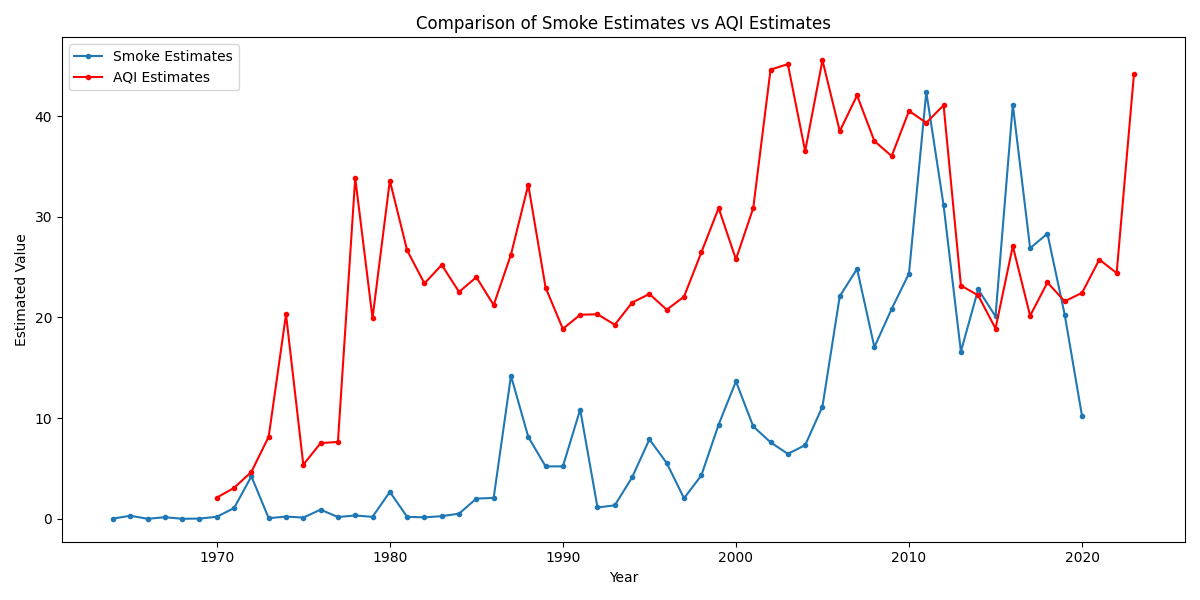 Comparison of Smoke Estimates vs AQI Estimates
Smoke Estimates
AQI Estimates
Estimated Value
40
30
20
10
0
1970 1980 1990 2000 2010 2020
Year